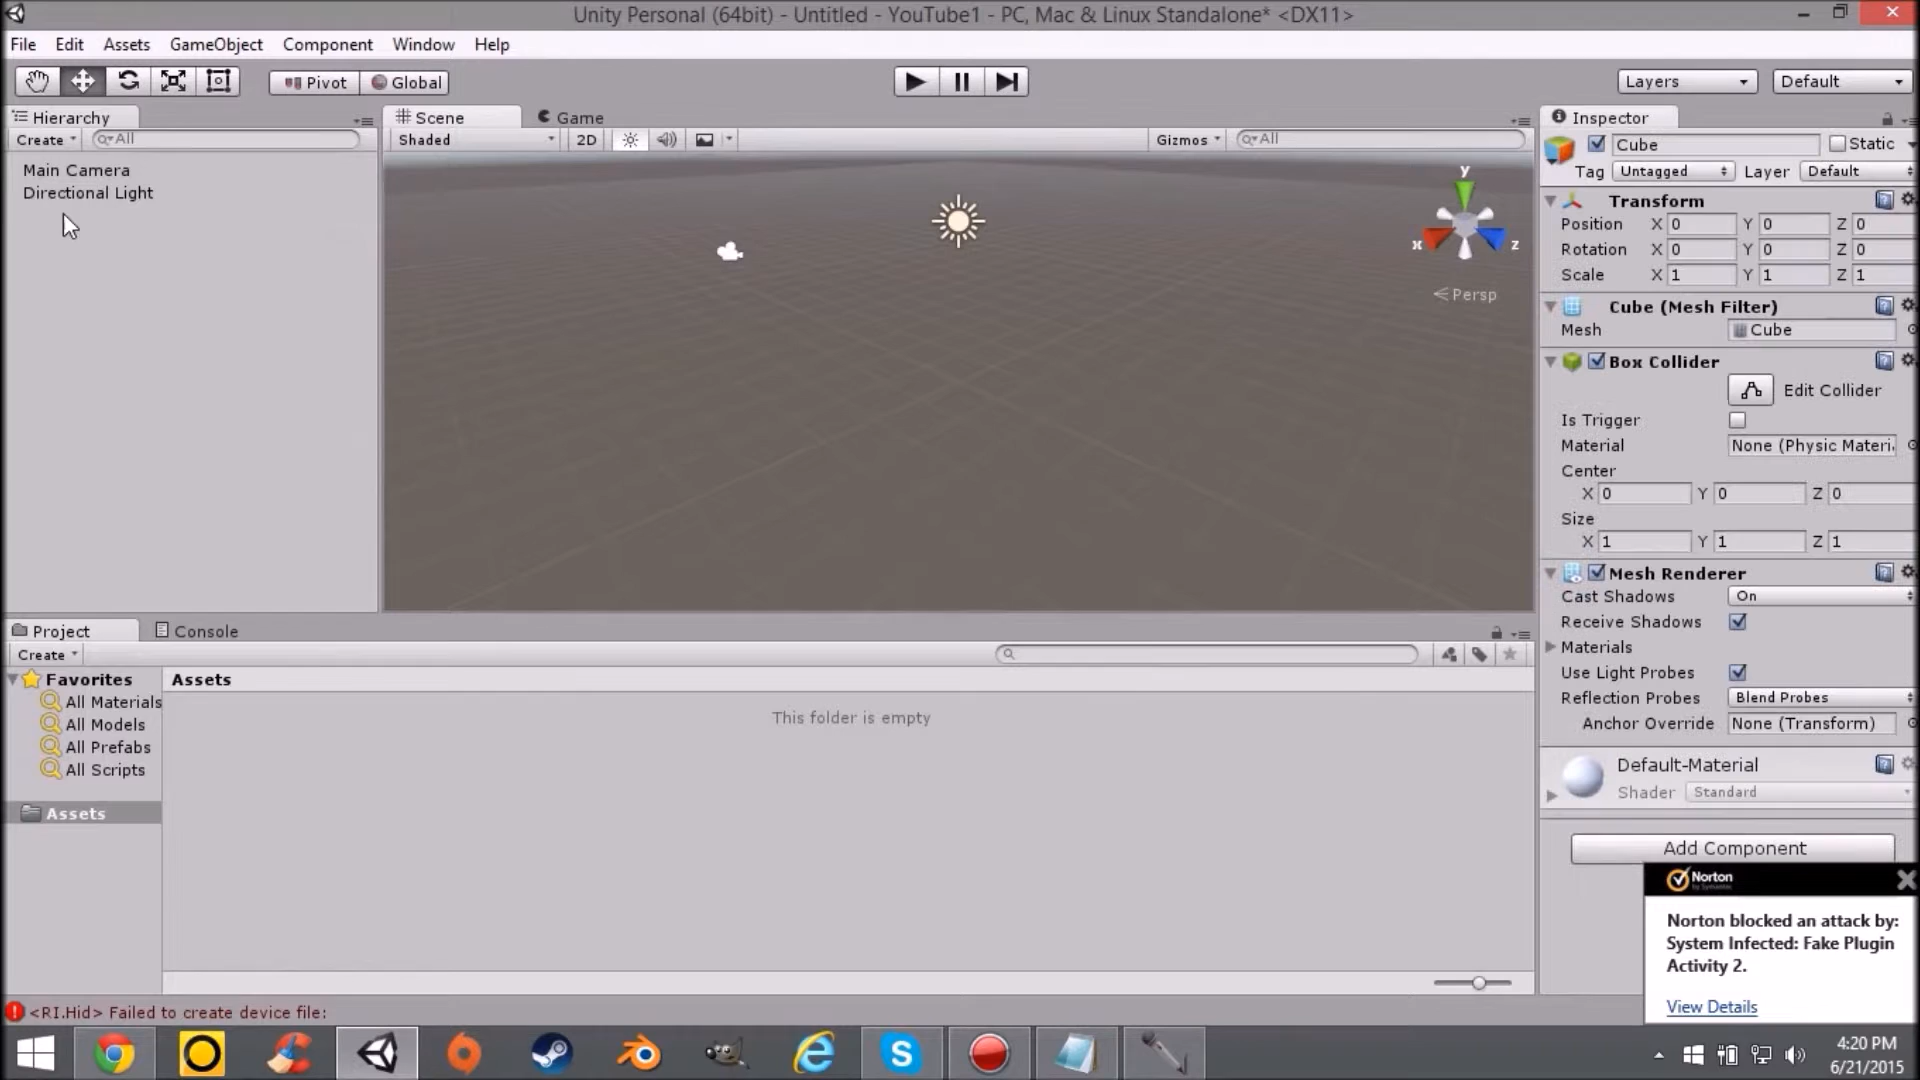 Unity Personal (64bit) - Untitled - YouTube1 - PC, Mac & Linux Standalone* <DX11>
File Edit Assets GameObject Component Window Help
Pivot Global
Layers Default
Hierarchy
Create All
Main Camera
Directional Light
Scene Game
Shaded 2D Gizmos All
y
x z
Persp
Inspector
Cube Static
Tag Untagged Layer Default
Transform
Position X 0 Y 0 Z 0
Rotation X 0 Y 0 Z 0
Scale X 1 Y 1 Z 1
Cube (Mesh Filter)
Mesh Cube
Box Collider
Edit Collider
Is Trigger
Material None (Physic Materi
Center
X 0 Y 0 Z 0
Size
X 1 Y 1 Z 1
Mesh Renderer
Cast Shadows On
Receive Shadows
Materials
Use Light Probes
Reflection Probes Blend Probes
Anchor Override None (Transform)
Default-Material
Shader Standard
Add Component
Project Console
Create
Favorites
All Materials
All Models
All Prefabs
All Scripts
Assets
Assets
This folder is empty
Norton
by Symantec
Norton blocked an attack by:
System Infected: Fake Plugin
Activity 2.
View Details
<RI.Hid> Failed to create device file:
4:20 PM
6/21/2015